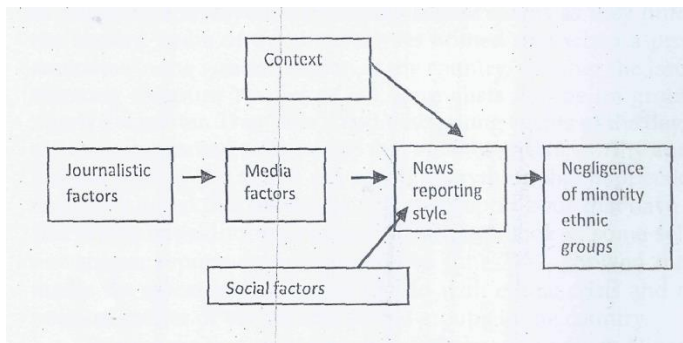 Context
Journalistic
factors
Media
factors
News
reporting
style
Negligence
of minority
ethnic
groups
Social factors